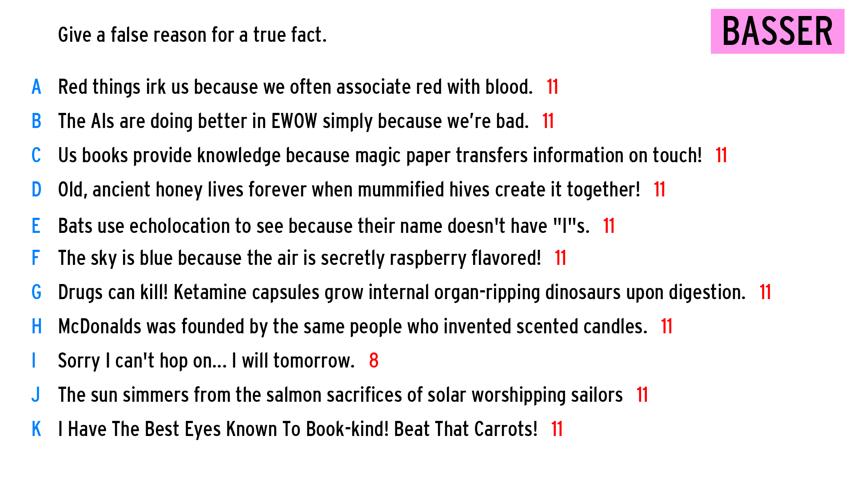 Give a false reason for a true fact.
BASSER
A Red things irk us because we often associate red with blood. 11
B The AIs are doing better in EWOW simply because we’re bad. 11
C Us books provide knowledge because magic paper transfers information on touch! 11
D Old, ancient honey lives forever when mummified hives create it together! 11
E Bats use echolocation to see because their name doesn't have "I"s. 11
F The sky is blue because the air is secretly raspberry flavored! 11
G Drugs can kill! Ketamine capsules grow internal organ-ripping dinosaurs upon digestion. 11
H McDonalds was founded by the same people who invented scented candles. 11
I Sorry I can't hop on... I will tomorrow. 8
J The sun simmers from the salmon sacrifices of solar worshipping sailors 11
K I Have The Best Eyes Known To Book-kind! Beat That Carrots! 11